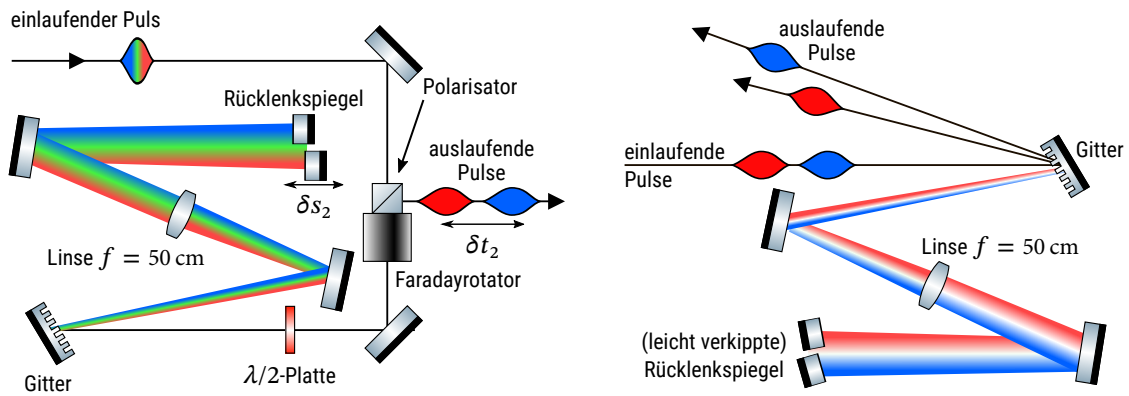 einlaufender Puls
Polarisator
Rücklenkspiegel
auslaufende
Pulse
δs₂
δt₂
Linse f = 50 cm
Faradayrotator
Gitter
λ/2-Platte
auslaufende
Pulse
einlaufende
Pulse
Gitter
Linse f = 50 cm
(leicht verkippte)
Rücklenkspiegel